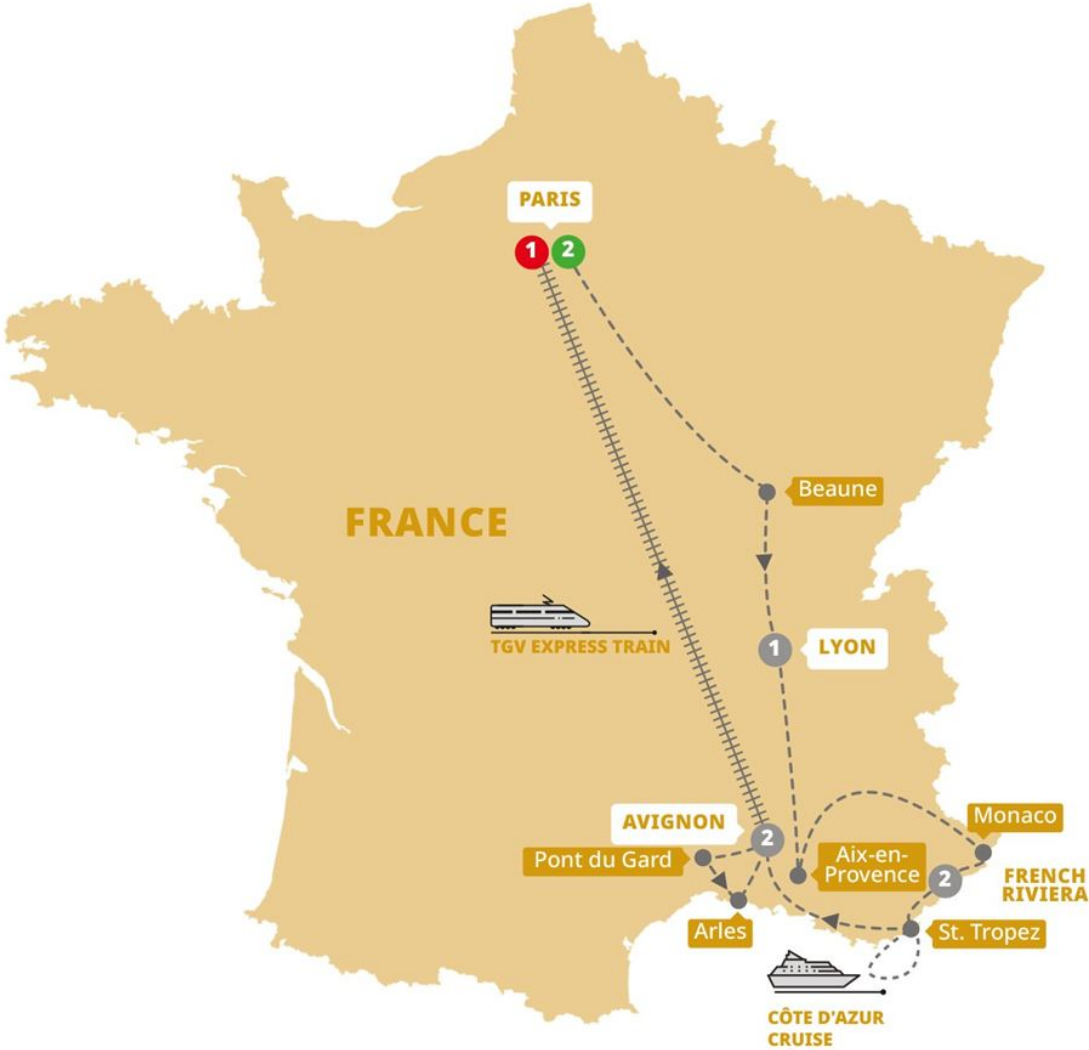 PARIS
1
2
Beaune
FRANCE
1
LYON
TGV EXPRESS TRAIN
AVIGNON
2
Pont du Gard
Arles
Aix-en-
Provence
Monaco
2
FRENCH
RIVIERA
St. Tropez
CÔTE D'AZUR
CRUISE